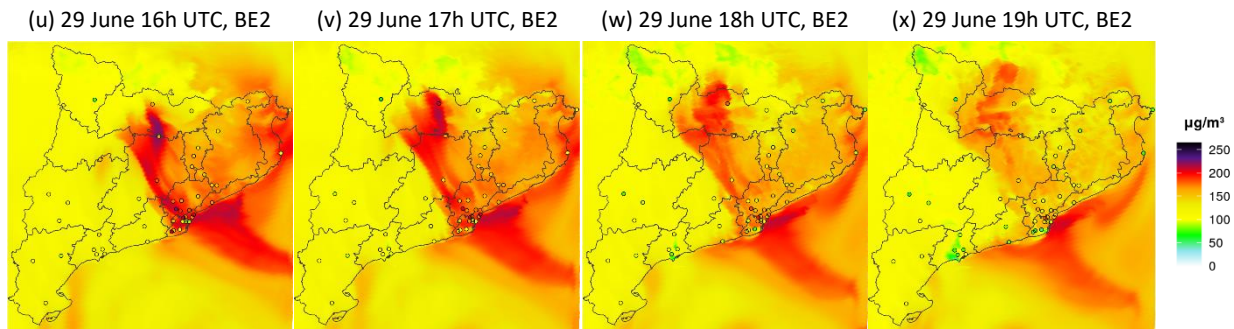 (u) 29 June 16h UTC, BE2
(v) 29 June 17h UTC, BE2
(w) 29 June 18h UTC, BE2
(x) 29 June 19h UTC, BE2
µg/m³
250
200
150
100
50
0